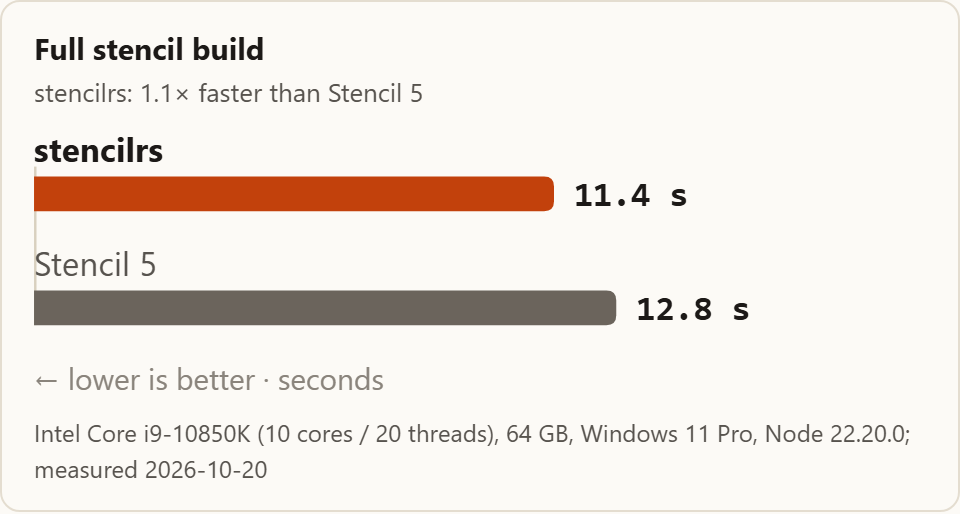 Full stencil build
stencilrs: 1.1× faster than Stencil 5
stencilrs
11.4 s
Stencil 5
12.8 s
← lower is better · seconds
Intel Core i9-10850K (10 cores / 20 threads), 64 GB, Windows 11 Pro, Node 22.20.0;
measured 2026-10-20